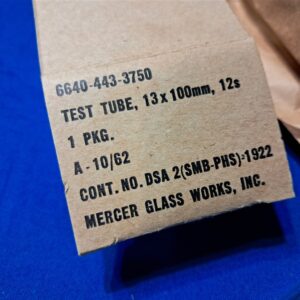 6640-443-3750
TEST TUBE, 13 x 100mm, 12s
1 PKG.
A - 10/62
CONT. NO. DSA 2(SMB-PHS)-1922
MERCER GLASS WORKS, INC.